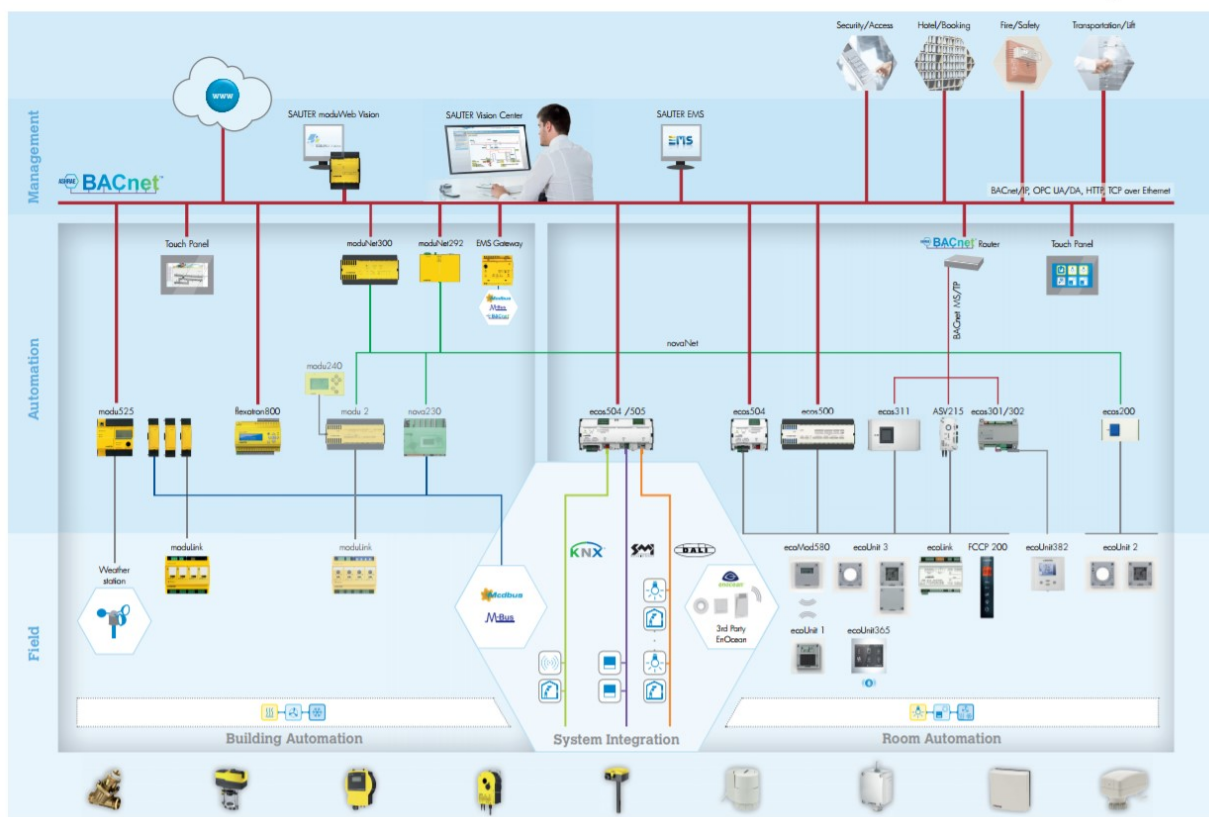 Security/Access
Hotel/Booking
Fire/Safety
Transportation/Lift
www
SAUTER moduWeb Vision
SAUTER Vision Center
SAUTER EMS
EMS
Management
BACnet™
BACnet/IP, OPC UA/DA, HTTP, TCP over Ethernet
Touch Panel
moduNet300
moduNet292
EMS Gateway
BACnet
Router
Touch Panel
Modbus
M-Bus
BACnet
BACnet MS/TP
novaNet
Automation
modu240
modu525
flexotron800
modu 2
nova230
ecos504 /505
ecos504
ecos500
ecos311
ASV215
ecos301/302
ecos200
KNX
SMI
DALI
moduLink
moduLink
Weather
station
ecoMod580
ecoUnit 3
ecoLink
FCCP 200
ecoUnit382
ecoUnit 2
Modbus
M-Bus
enocean
3rd Party
EnOcean
ecoUnit 1
ecoUnit365
Field
Building Automation
System Integration
Room Automation